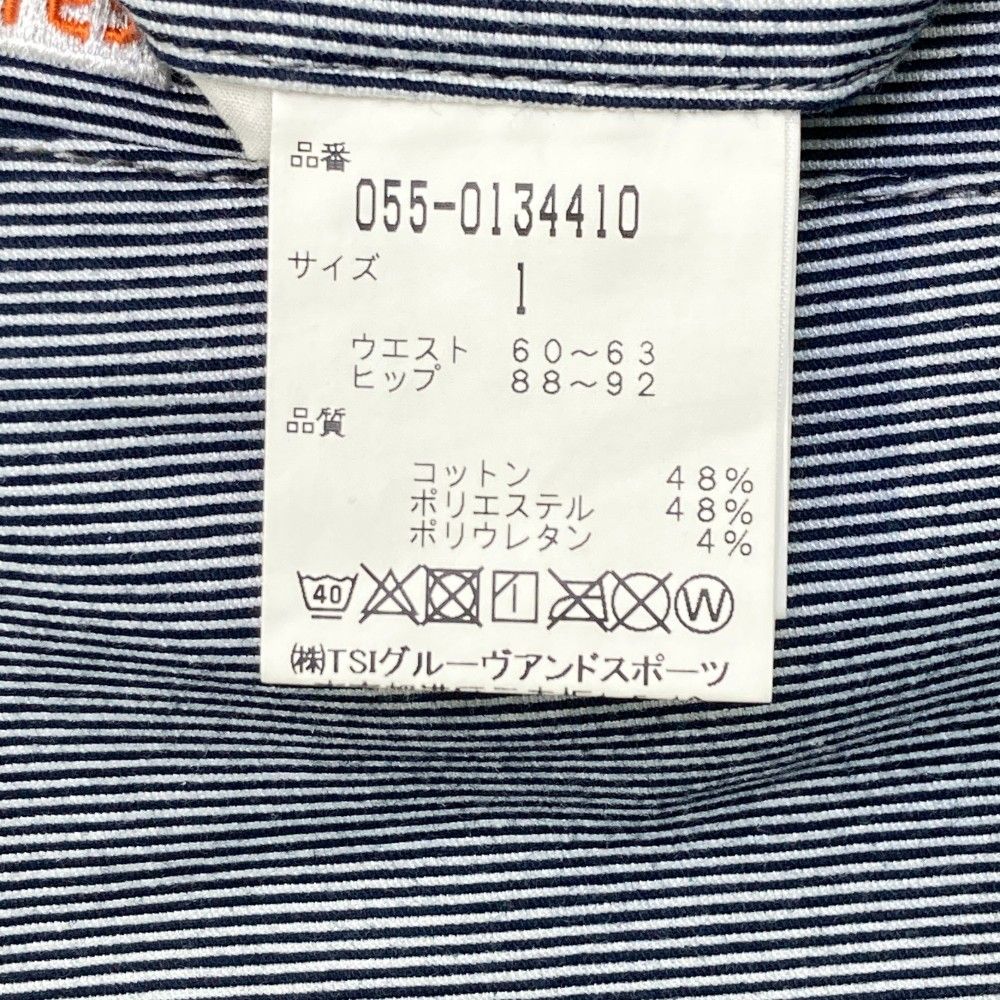 品番
055-0134410
サイズ
1
ウエスト 60～63
ヒップ 88～92
品質
コットン 48%
ポリエステル 48%
ポリウレタン 4%
40 W
㈱TSIグルーヴアンドスポーツ